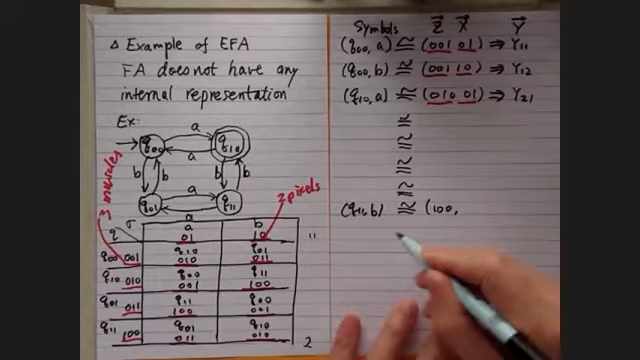 △ Example of EFA
FA does not have any
internal representation
Ex:
a
q00
q10
a
b
b
b
b
a
q01
q11
a
3 muscles
2 pixels
q
σ
a
b
01
10
q00 001
q10
010
q01
011
q10 010
q00
001
q11
100
q01 011
q11
100
q00
001
q11 100
q01
011
q10
010
"
2
Symbols
Z⃗
X⃗
Y⃗
(q00, a) ≅ (001 01) ⇒ Y11
(q00, b) ≅ (001 10) ⇒ Y12
(q10, a) ≅ (010 01) ⇒ Y21
≅
≅
≅
≅
(q11, b) ≅ (100,